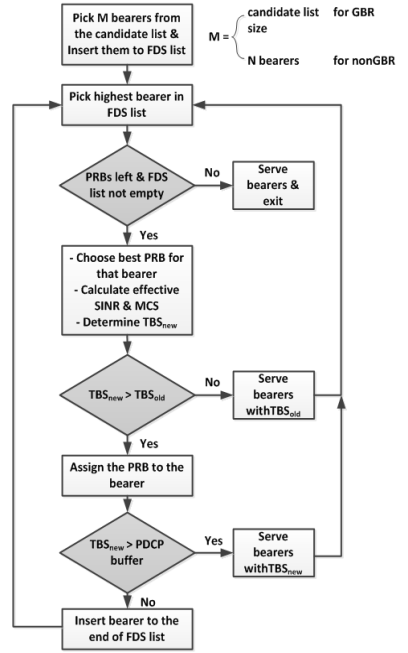 Pick M bearers from
the candidate list &
Insert them to FDS list
M =
candidate list for GBR
size
N bearers for nonGBR
Pick highest bearer in
FDS list
PRBs left & FDS
list not empty
No
Serve
bearers &
exit
Yes
- Choose best PRB for
that bearer
- Calculate effective
SINR & MCS
- Determine TBSnew
TBSnew > TBSold
No
Serve
bearers
withTBSold
Yes
Assign the PRB to the
bearer
TBSnew > PDCP
buffer
Yes
Serve
bearers
withTBSnew
No
Insert bearer to the
end of FDS list